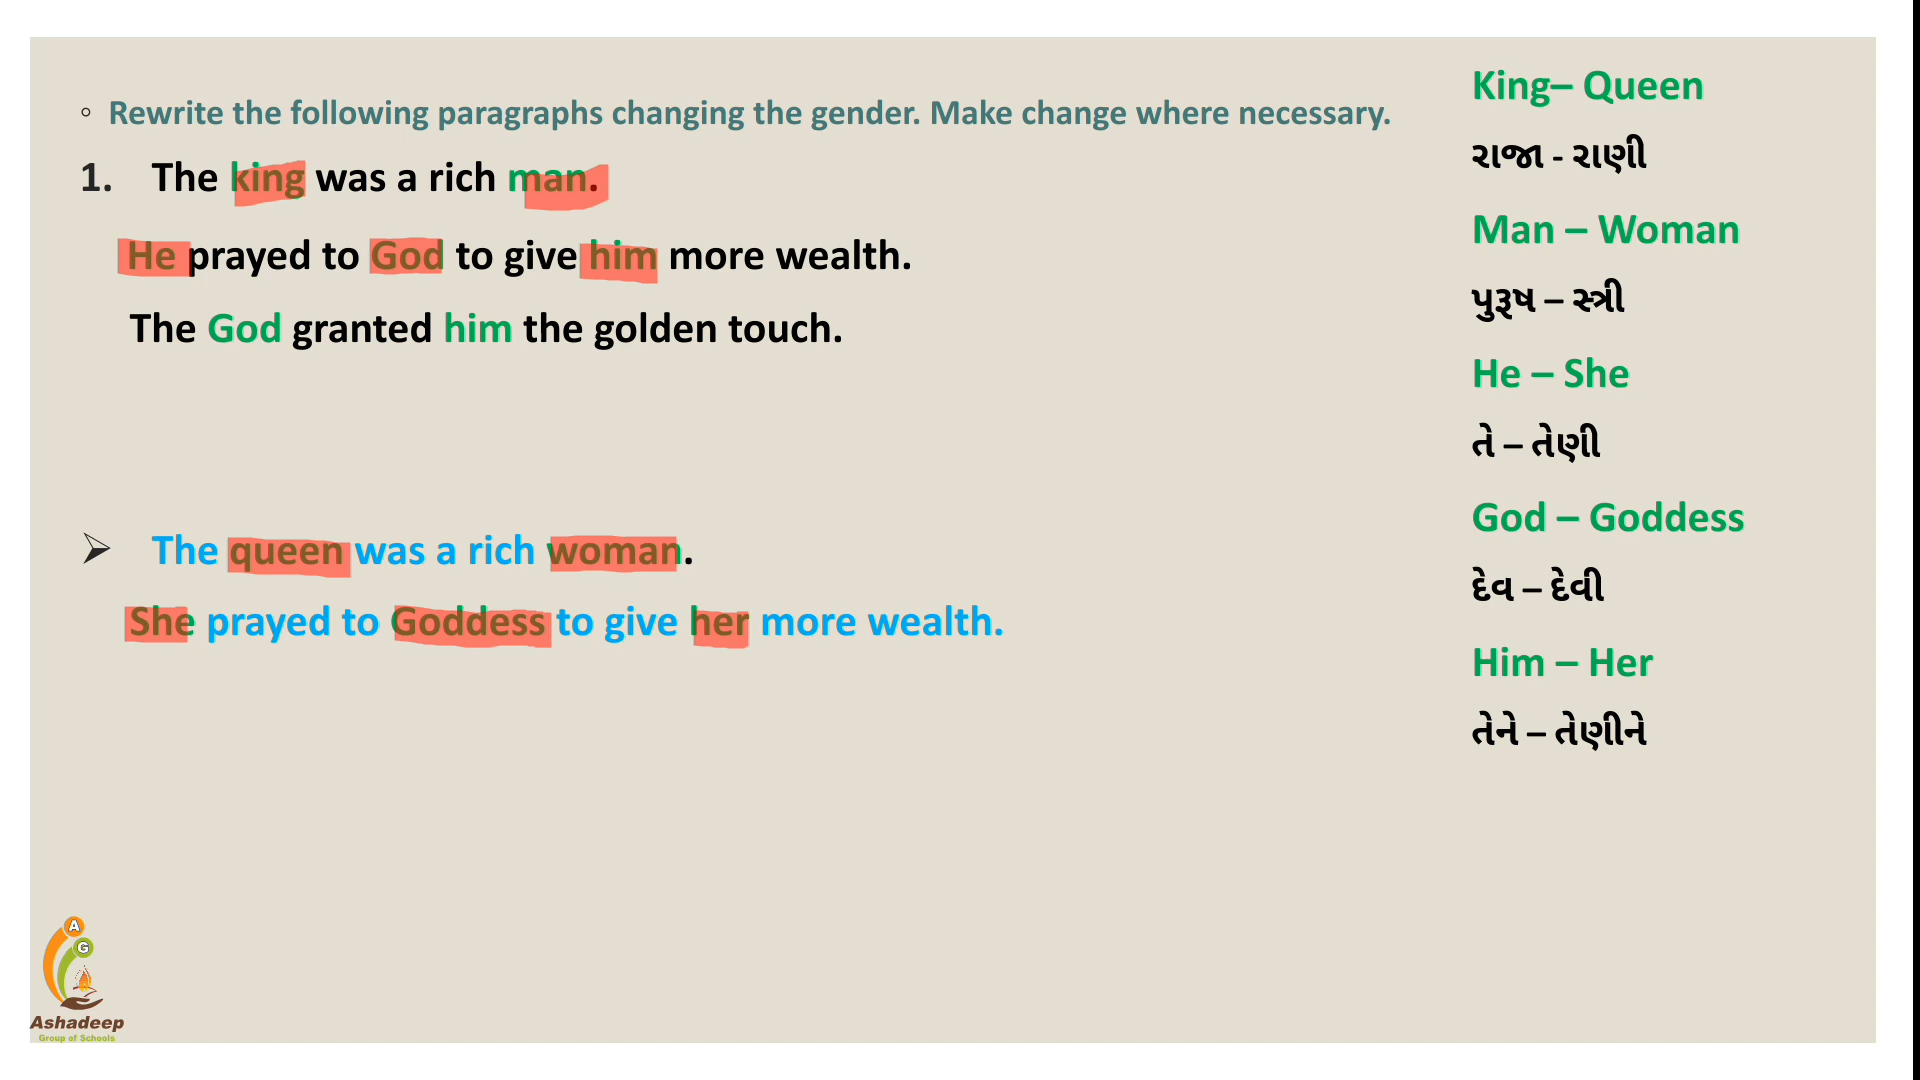 ◦ Rewrite the following paragraphs changing the gender. Make change where necessary.
1. The king was a rich man.
He prayed to God to give him more wealth.
The God granted him the golden touch.
➢ The queen was a rich woman.
She prayed to Goddess to give her more wealth.
King– Queen
રાજા - રાણી
Man – Woman
પુરૂષ – સ્ત્રી
He – She
તે – તેણી
God – Goddess
દેવ – દેવી
Him – Her
તેને – તેણીને
A
G
Ashadeep
Group of Schools